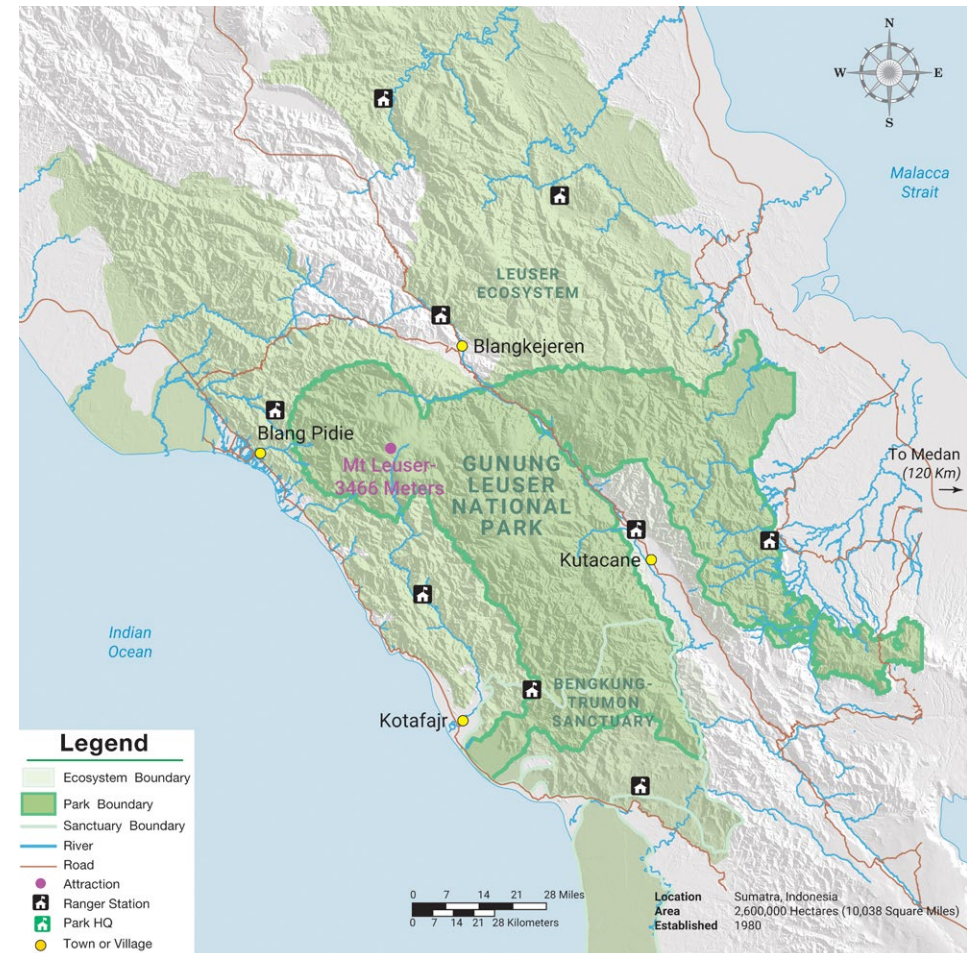 N
W
E
S
Malacca
Strait
LEUSER
ECOSYSTEM
Blangkejeren
Blang Pidie
Mt Leuser-
3466 Meters
GUNUNG
LEUSER
NATIONAL
PARK
To Medan
(120 Km)
Kutacane
Indian
Ocean
BENGKUNG-
TRUMON
SANCTUARY
Kotafajr
Legend
Ecosystem Boundary
Park Boundary
Sanctuary Boundary
River
Road
Attraction
Ranger Station
Park HQ
Town or Village
0 7 14 21 28 Miles
0 7 14 21 28 Kilometers
Location Sumatra, Indonesia
Area 2,600,000 Hectares (10,038 Square Miles)
Established 1980